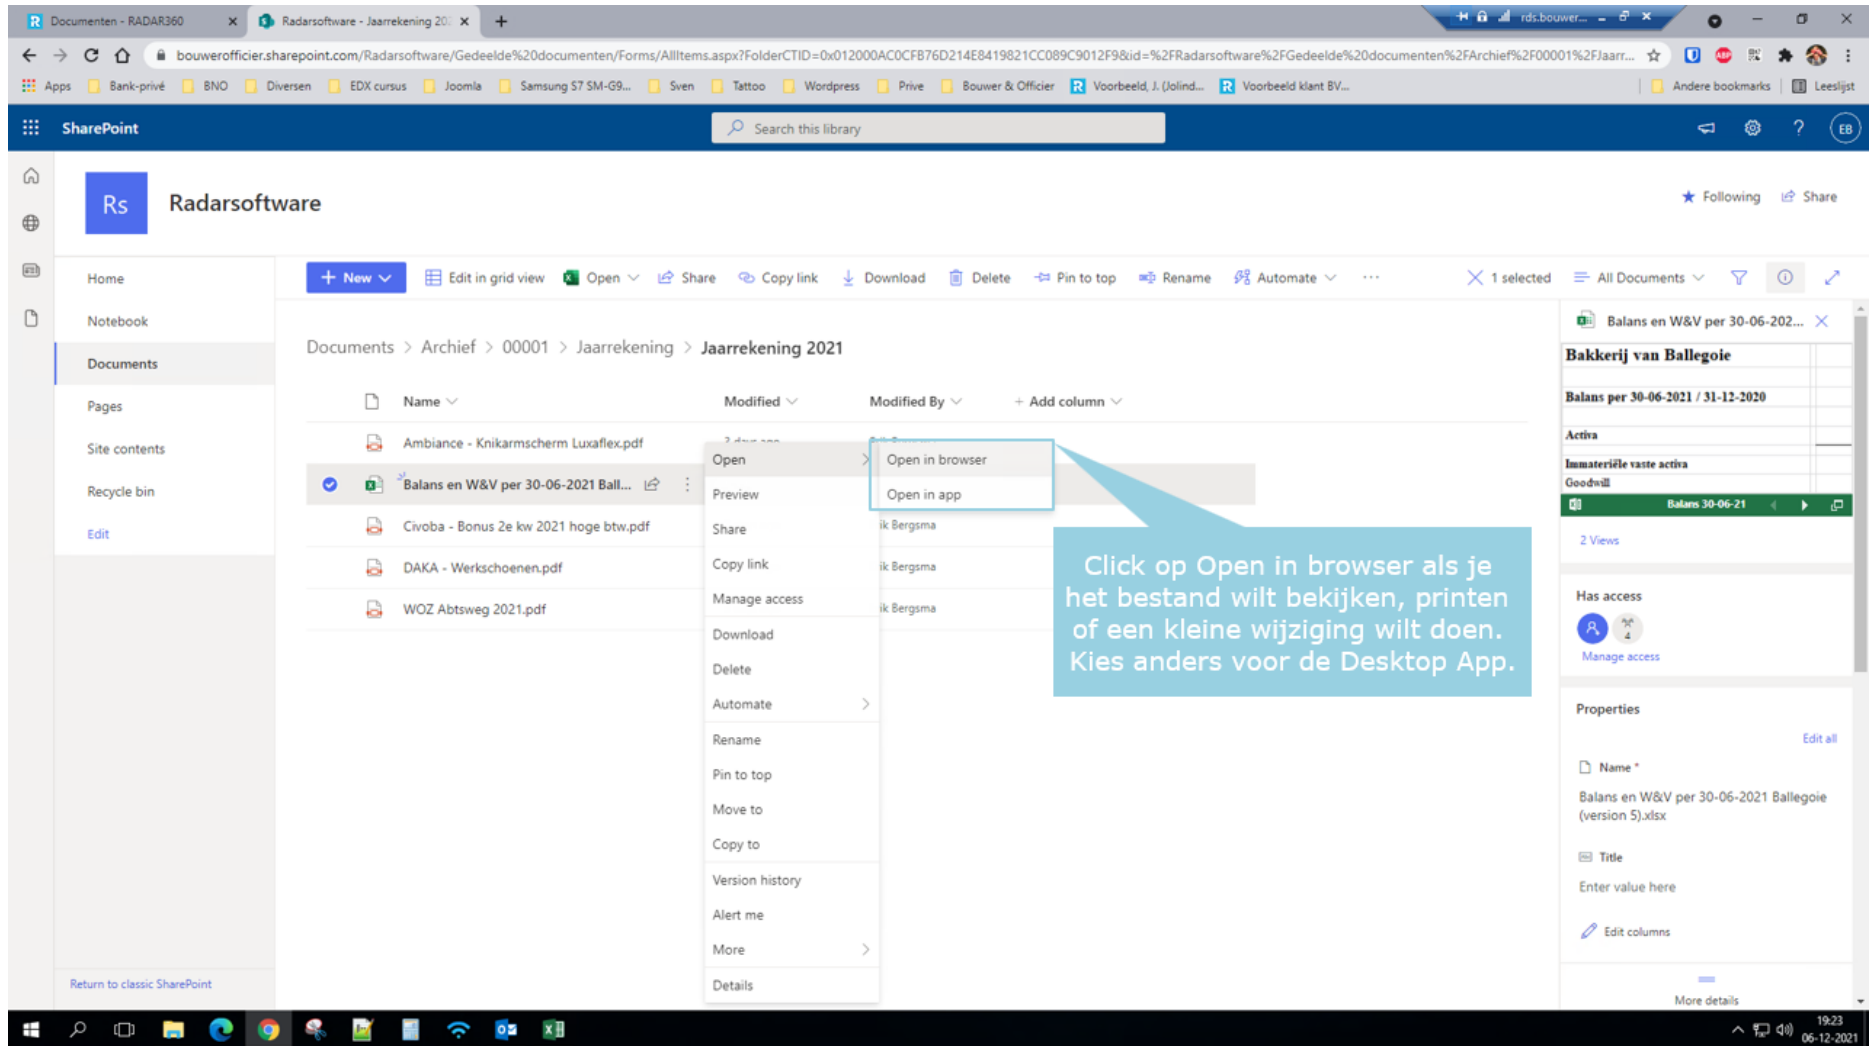 Documenten - RADAR360
Radarsoftware - Jaarrekening 202
rds.bouwer...
bouwerofficier.sharepoint.com/Radarsoftware/Gedeelde%20documenten/Forms/AllItems.aspx?FolderCTID=0x012000AC0CFB76D214E8419821CC089C9012F9&id=%2FRadarsoftware%2FGedeelde%20documenten%2FArchief%2F00001%2FJaarr...
Apps Bank-privé BNO Diversen EDX cursus Joomla Samsung S7 SM-G9... Sven Tattoo Wordpress Prive Bouwer & Officier Voorbeeld, J. (Jolind... Voorbeeld klant BV... Andere bookmarks Leeslijst
SharePoint
Search this library
? EB
Rs Radarsoftware
Following Share
Home
Notebook
Documents
Pages
Site contents
Recycle bin
Edit
Return to classic SharePoint
+ New Edit in grid view Open Share Copy link Download Delete Pin to top Rename Automate ... 1 selected All Documents
Documents > Archief > 00001 > Jaarrekening > Jaarrekening 2021
Name Modified Modified By + Add column
Ambiance - Knikarmscherm Luxaflex.pdf
Balans en W&V per 30-06-2021 Ball...
Civoba - Bonus 2e kw 2021 hoge btw.pdf ik Bergsma
DAKA - Werkschoenen.pdf ik Bergsma
WOZ Abtsweg 2021.pdf ik Bergsma
Open
Preview
Share
Copy link
Manage access
Download
Delete
Automate
Rename
Pin to top
Move to
Copy to
Version history
Alert me
More
Details
Open in browser
Open in app
Click op Open in browser als je
het bestand wilt bekijken, printen
of een kleine wijziging wilt doen.
Kies anders voor de Desktop App.
Balans en W&V per 30-06-202...
Bakkerij van Ballegoie
Balans per 30-06-2021 / 31-12-2020
Activa
Immateriële vaste activa
Goodwill
Balans 30-06-21
2 Views
Has access
4
Manage access
Properties
Edit all
Name *
Balans en W&V per 30-06-2021 Ballegoie
(version 5).xlsx
Title
Enter value here
Edit columns
More details
19:23
06-12-2021